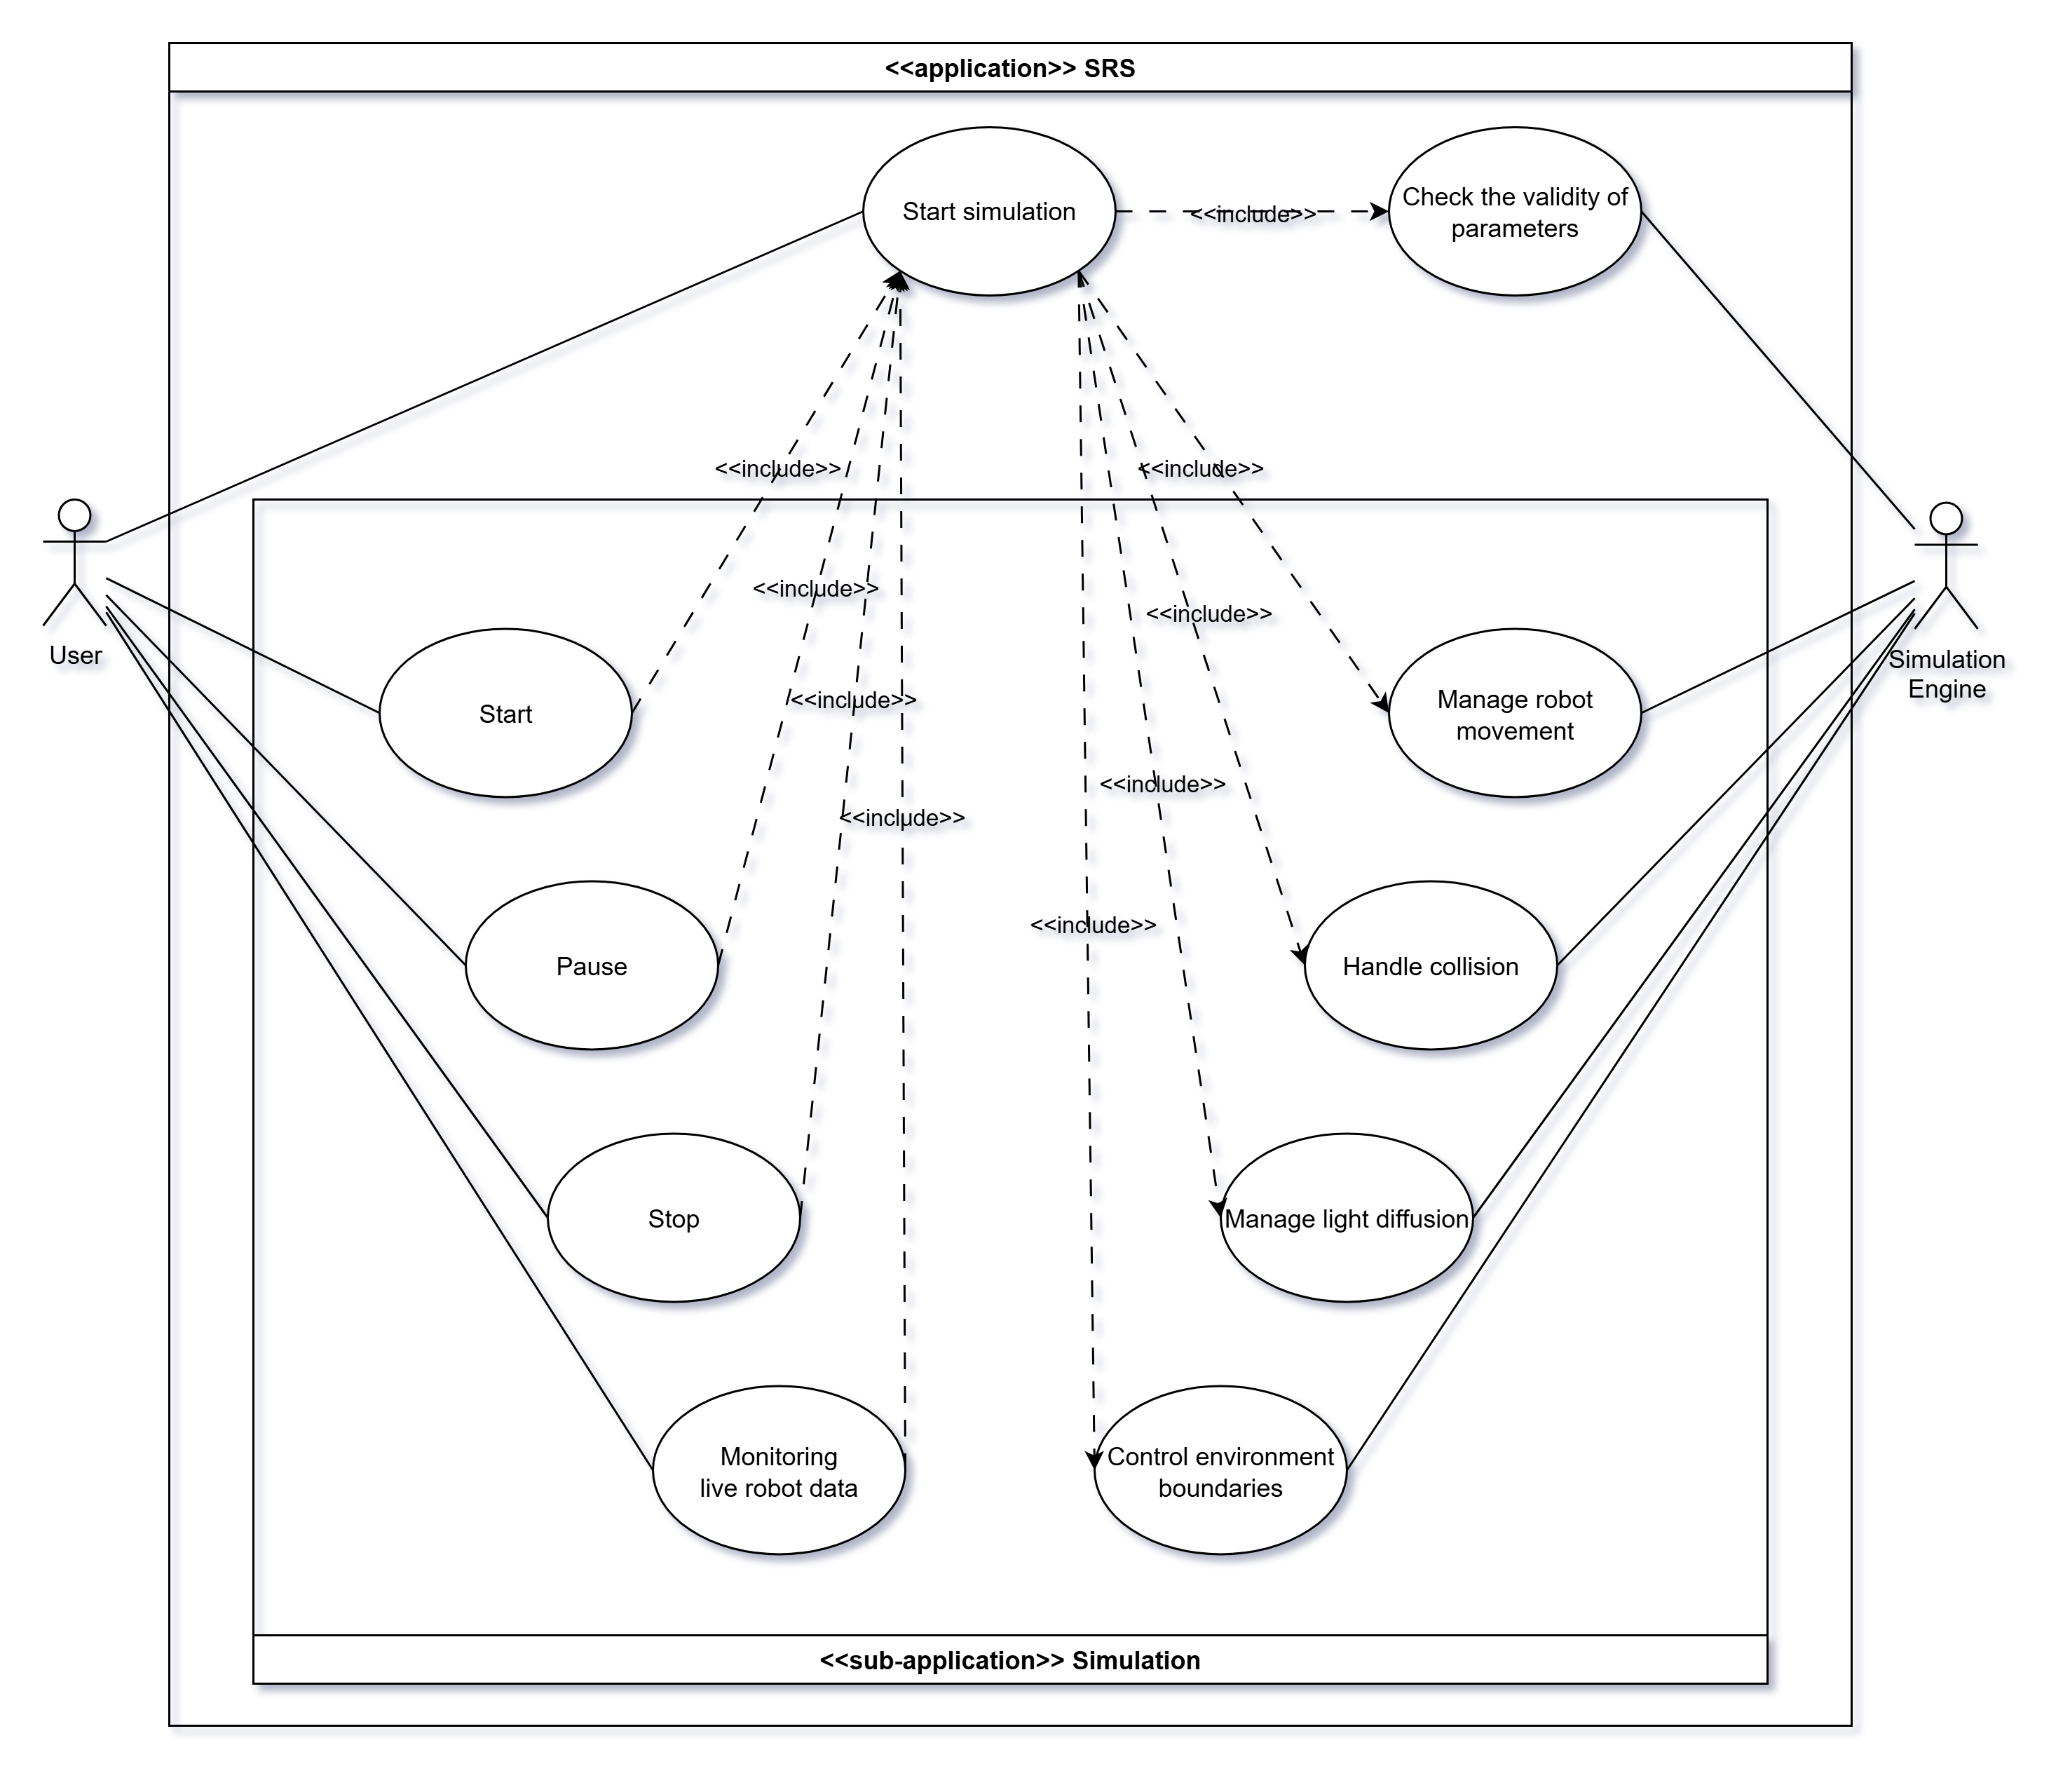 <<application>> SRS
Start simulation
<<include>>
Check the validity of
parameters
<<include>>
<<include>>
<<include>>
<<include>>
User
Simulation
Engine
<<include>>
Start
Manage robot
movement
<<include>>
<<include>>
<<include>>
Pause
Handle collision
Stop
Manage light diffusion
Monitoring
live robot data
Control environment
boundaries
<<sub-application>> Simulation